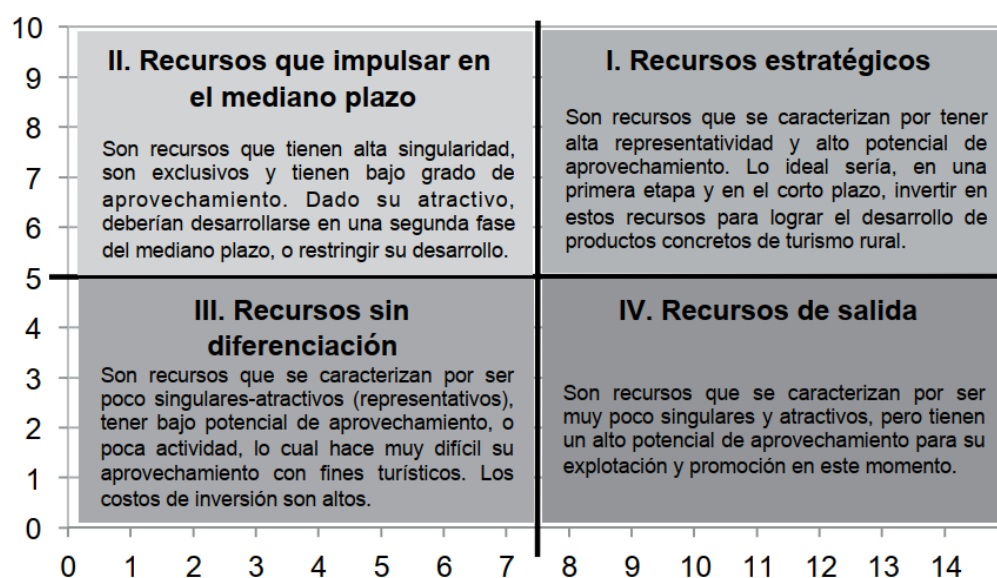 10
9
8
7
6
5
4
3
2
1
0
II. Recursos que impulsar en
el mediano plazo
Son recursos que tienen alta singularidad,
son exclusivos y tienen bajo grado de
aprovechamiento. Dado su atractivo,
deberían desarrollarse en una segunda fase
del mediano plazo, o restringir su desarrollo.
I. Recursos estratégicos
Son recursos que se caracterizan por tener
alta representatividad y alto potencial de
aprovechamiento. Lo ideal sería, en una
primera etapa y en el corto plazo, invertir en
estos recursos para lograr el desarrollo de
productos concretos de turismo rural.
III. Recursos sin
diferenciación
Son recursos que se caracterizan por ser
poco singulares-atractivos (representativos),
tener bajo potencial de aprovechamiento, o
poca actividad, lo cual hace muy difícil su
aprovechamiento con fines turísticos. Los
costos de inversión son altos.
IV. Recursos de salida
Son recursos que se caracterizan por ser
muy poco singulares y atractivos, pero tienen
un alto potencial de aprovechamiento para su
explotación y promoción en este momento.
0 1 2 3 4 5 6 7 8 9 10 11 12 13 14